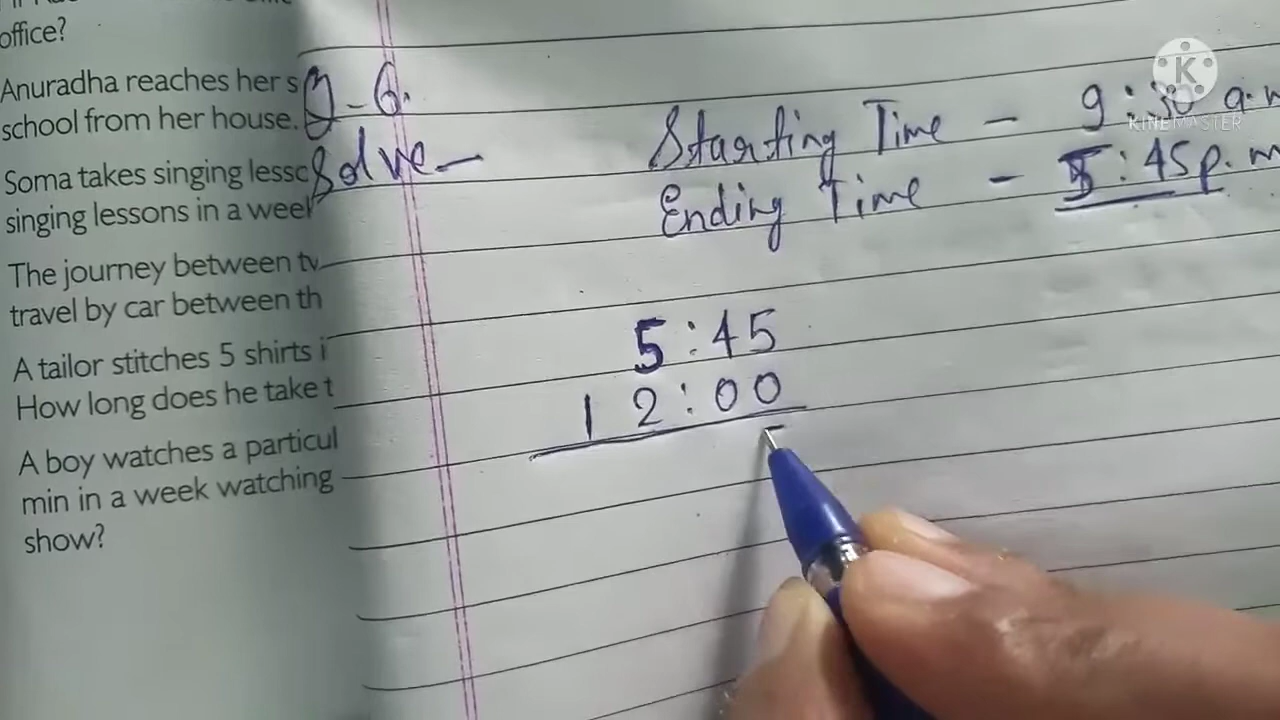 office?
Anuradha reaches her s
school from her house.
Soma takes singing lessc
singing lessons in a week
The journey between tv
travel by car between th
A tailor stitches 5 shirts i
How long does he take t
A boy watches a particul
min in a week watching
show?
Q-6.
Solve-
Starting Time - 9:30 a.m
Ending Time - 5:45p.m
5:45
12:00
K
KINEMASTER